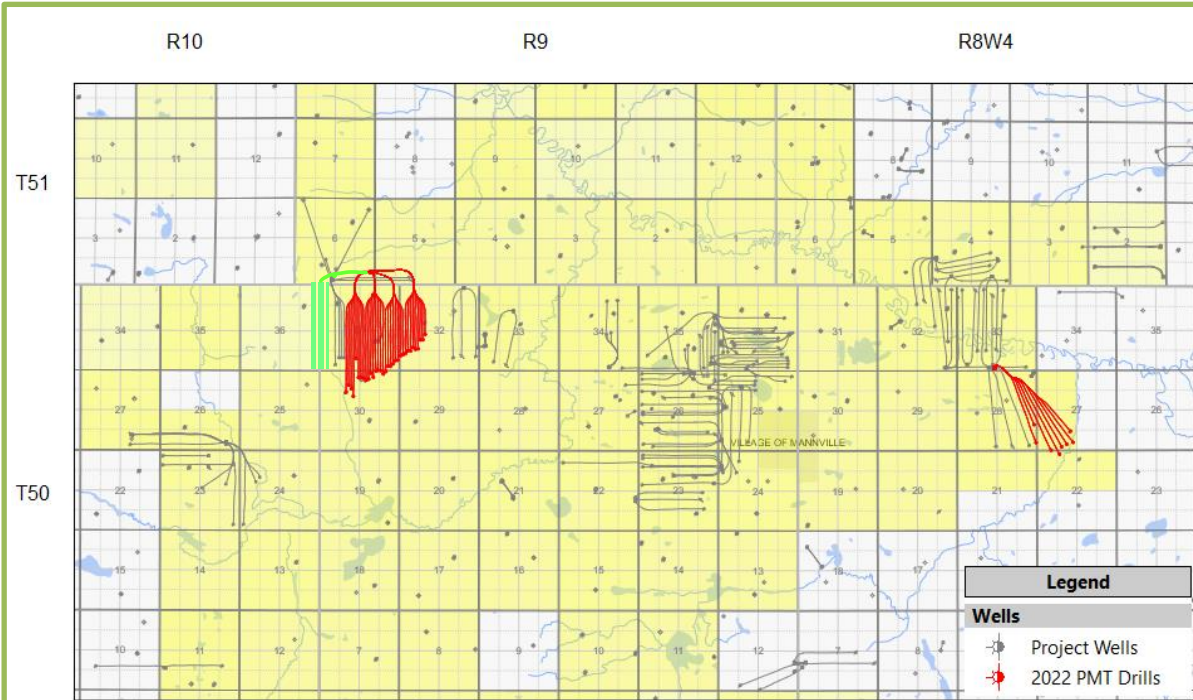 R10 R9 R8W4
10 11 12 7 8 9 10 11 12 7 8 9 10 11
T51
3 2 1 6 5 4 3 2 1 6 5 4 3 2
34 35 36 32 33 34 35 31 32 33 34 35
27 26 30 29 28 27 26 25 30 29 28 27 26
VILLAGE OF MANNVILLE
T50
22 24 19 20 21 22 23 24 19 20 21 22 23
15 14 13 18 17 16 15 14 13 18 17
10 11 12 7 8 9 10 11 12 7 8
Legend
Wells
Project Wells
2022 PMT Drills